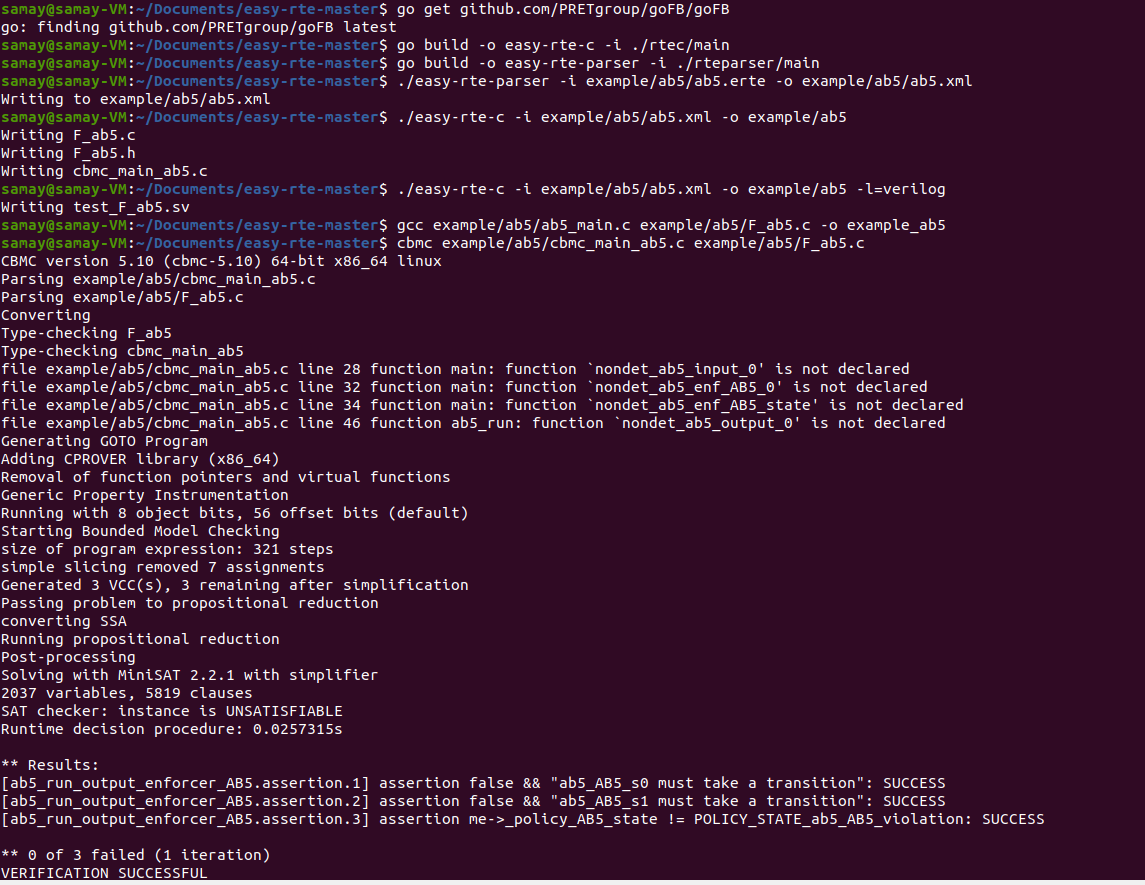 samay@samay-VM:~/Documents/easy-rte-master$ go get github.com/PRETgroup/goFB/goFB
go: finding github.com/PRETgroup/goFB latest
samay@samay-VM:~/Documents/easy-rte-master$ go build -o easy-rte-c -i ./rtec/main
samay@samay-VM:~/Documents/easy-rte-master$ go build -o easy-rte-parser -i ./rteparser/main
samay@samay-VM:~/Documents/easy-rte-master$ ./easy-rte-parser -i example/ab5/ab5.erte -o example/ab5/ab5.xml
Writing to example/ab5/ab5.xml
samay@samay-VM:~/Documents/easy-rte-master$ ./easy-rte-c -i example/ab5/ab5.xml -o example/ab5
Writing F_ab5.c
Writing F_ab5.h
Writing cbmc_main_ab5.c
samay@samay-VM:~/Documents/easy-rte-master$ ./easy-rte-c -i example/ab5/ab5.xml -o example/ab5 -l=verilog
Writing test_F_ab5.sv
samay@samay-VM:~/Documents/easy-rte-master$ gcc example/ab5/ab5_main.c example/ab5/F_ab5.c -o example_ab5
samay@samay-VM:~/Documents/easy-rte-master$ cbmc example/ab5/cbmc_main_ab5.c example/ab5/F_ab5.c
CBMC version 5.10 (cbmc-5.10) 64-bit x86_64 linux
Parsing example/ab5/cbmc_main_ab5.c
Parsing example/ab5/F_ab5.c
Converting
Type-checking F_ab5
Type-checking cbmc_main_ab5
file example/ab5/cbmc_main_ab5.c line 28 function main: function `nondet_ab5_input_0' is not declared
file example/ab5/cbmc_main_ab5.c line 32 function main: function `nondet_ab5_enf_AB5_0' is not declared
file example/ab5/cbmc_main_ab5.c line 34 function main: function `nondet_ab5_enf_AB5_state' is not declared
file example/ab5/cbmc_main_ab5.c line 46 function ab5_run: function `nondet_ab5_output_0' is not declared
Generating GOTO Program
Adding CPROVER library (x86_64)
Removal of function pointers and virtual functions
Generic Property Instrumentation
Running with 8 object bits, 56 offset bits (default)
Starting Bounded Model Checking
size of program expression: 321 steps
simple slicing removed 7 assignments
Generated 3 VCC(s), 3 remaining after simplification
Passing problem to propositional reduction
converting SSA
Running propositional reduction
Post-processing
Solving with MiniSAT 2.2.1 with simplifier
2037 variables, 5819 clauses
SAT checker: instance is UNSATISFIABLE
Runtime decision procedure: 0.0257315s

** Results:
[ab5_run_output_enforcer_AB5.assertion.1] assertion false && "ab5_AB5_s0 must take a transition": SUCCESS
[ab5_run_output_enforcer_AB5.assertion.2] assertion false && "ab5_AB5_s1 must take a transition": SUCCESS
[ab5_run_output_enforcer_AB5.assertion.3] assertion me->_policy_AB5_state != POLICY_STATE_ab5_AB5_violation: SUCCESS

** 0 of 3 failed (1 iteration)
VERIFICATION SUCCESSFUL